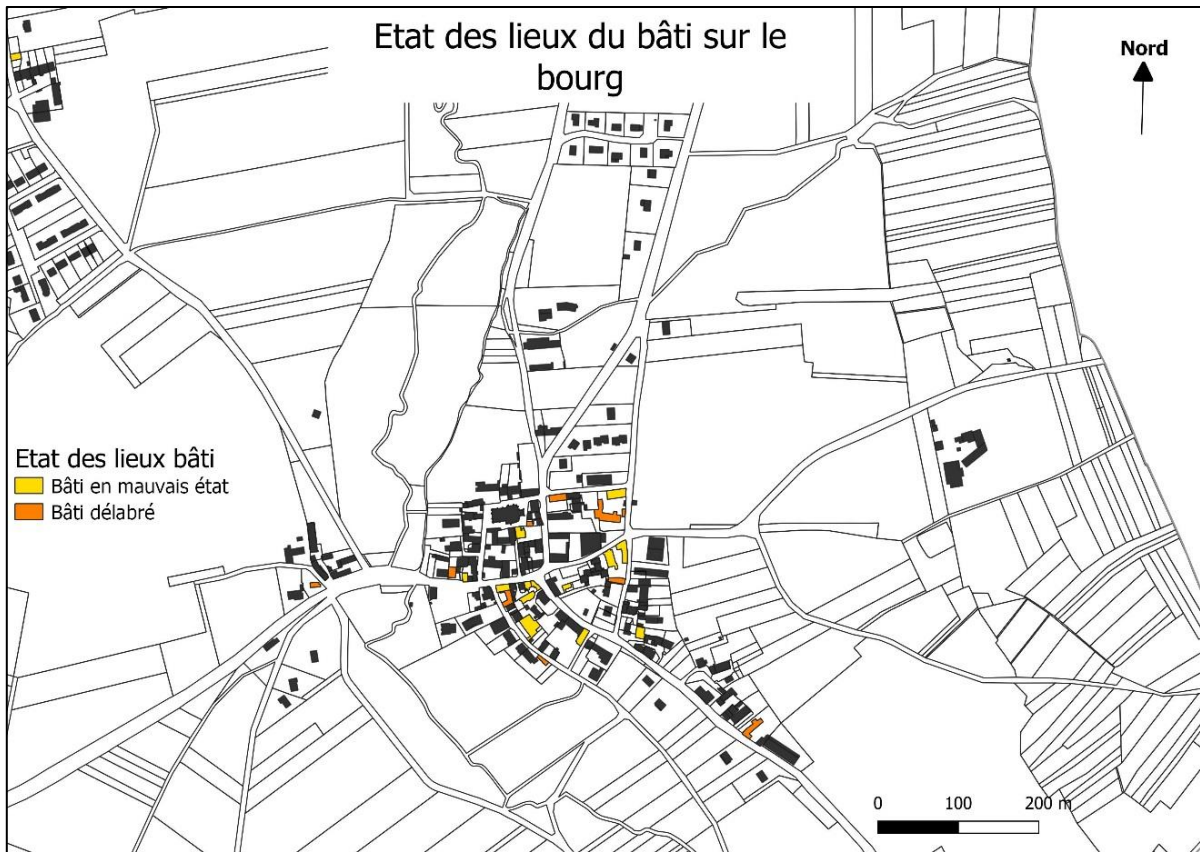 Etat des lieux du bâti sur le
bourg
Nord
Etat des lieux bâti
Bâti en mauvais état
Bâti délabré
0 100 200 m